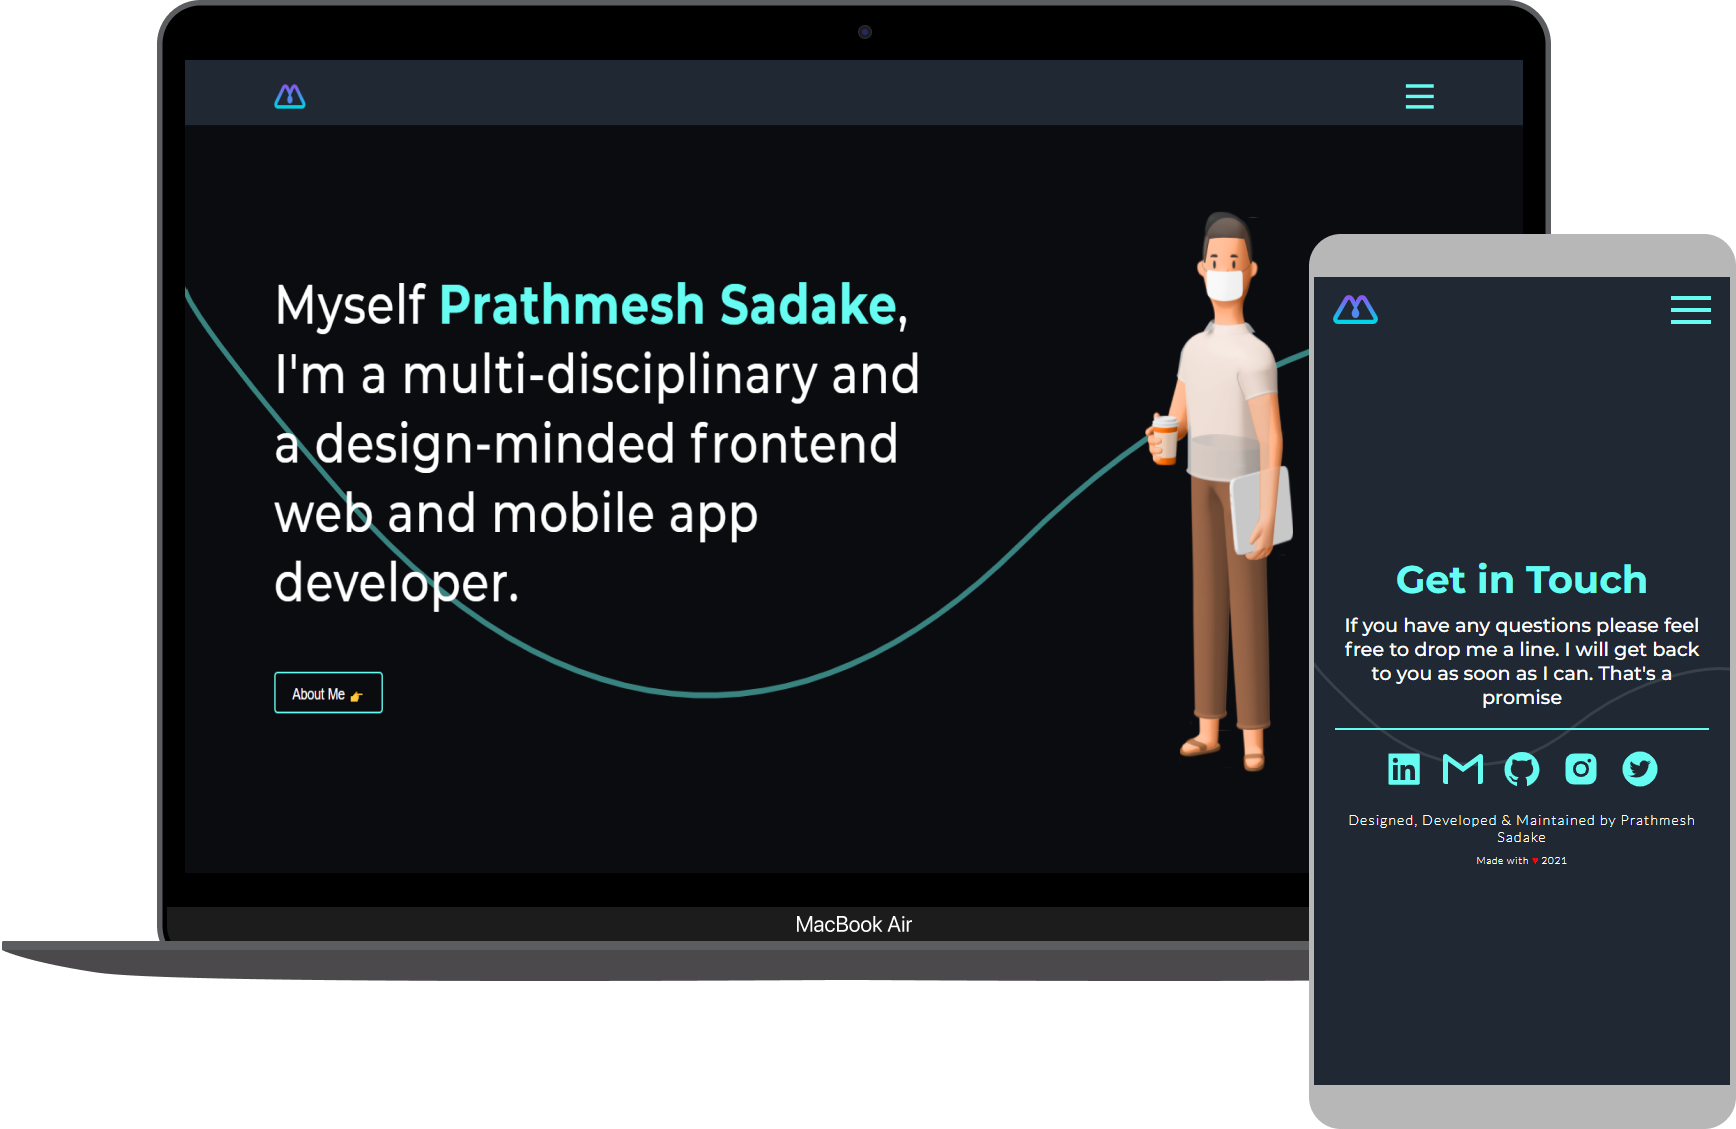 Myself Prathmesh Sadake,
I'm a multi-disciplinary and
a design-minded frontend
web and mobile app
developer.
About Me 👉
MacBook Air
Get in Touch
If you have any questions please feel
free to drop me a line. I will get back
to you as soon as I can. That's a
promise
Designed, Developed & Maintained by Prathmesh
Sadake
Made with ♥ 2021